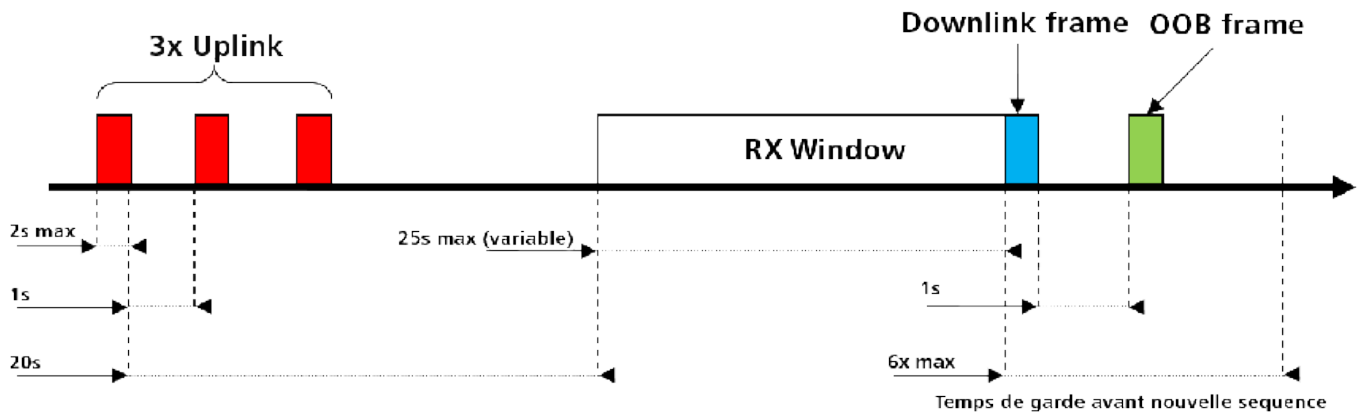 Downlink frame OOB frame
3x Uplink
RX Window
2s max
25s max (variable)
1s
1s
20s
6x max
Temps de garde avant nouvelle sequence